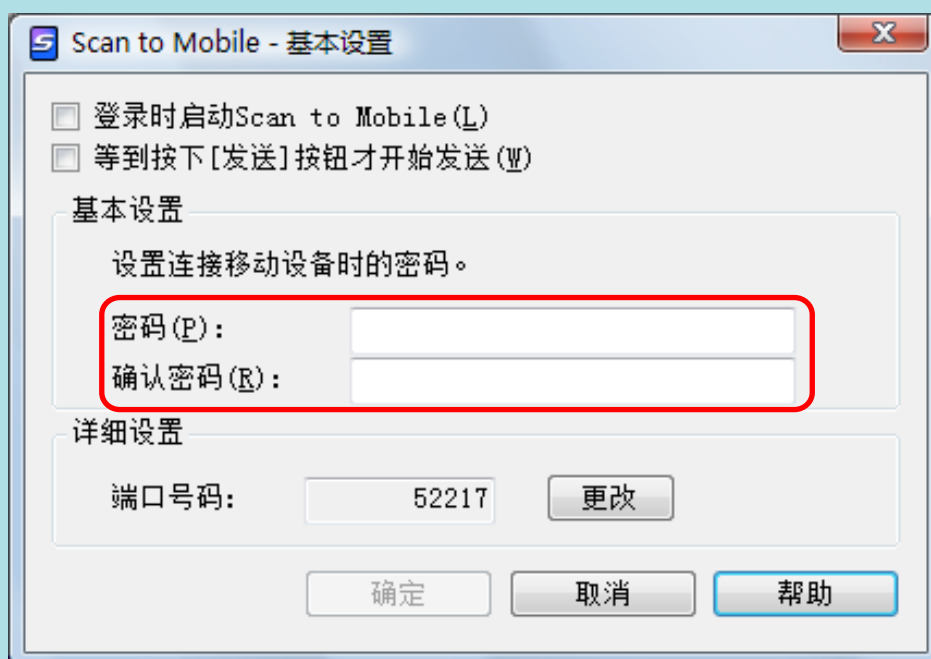 Scan to Mobile - 基本设置
登录时启动Scan to Mobile(L)
等到按下[发送]按钮才开始发送(W)
基本设置
设置连接移动设备时的密码。
密码(P):
确认密码(R):
详细设置
端口号码: 52217 更改
确定 取消 帮助